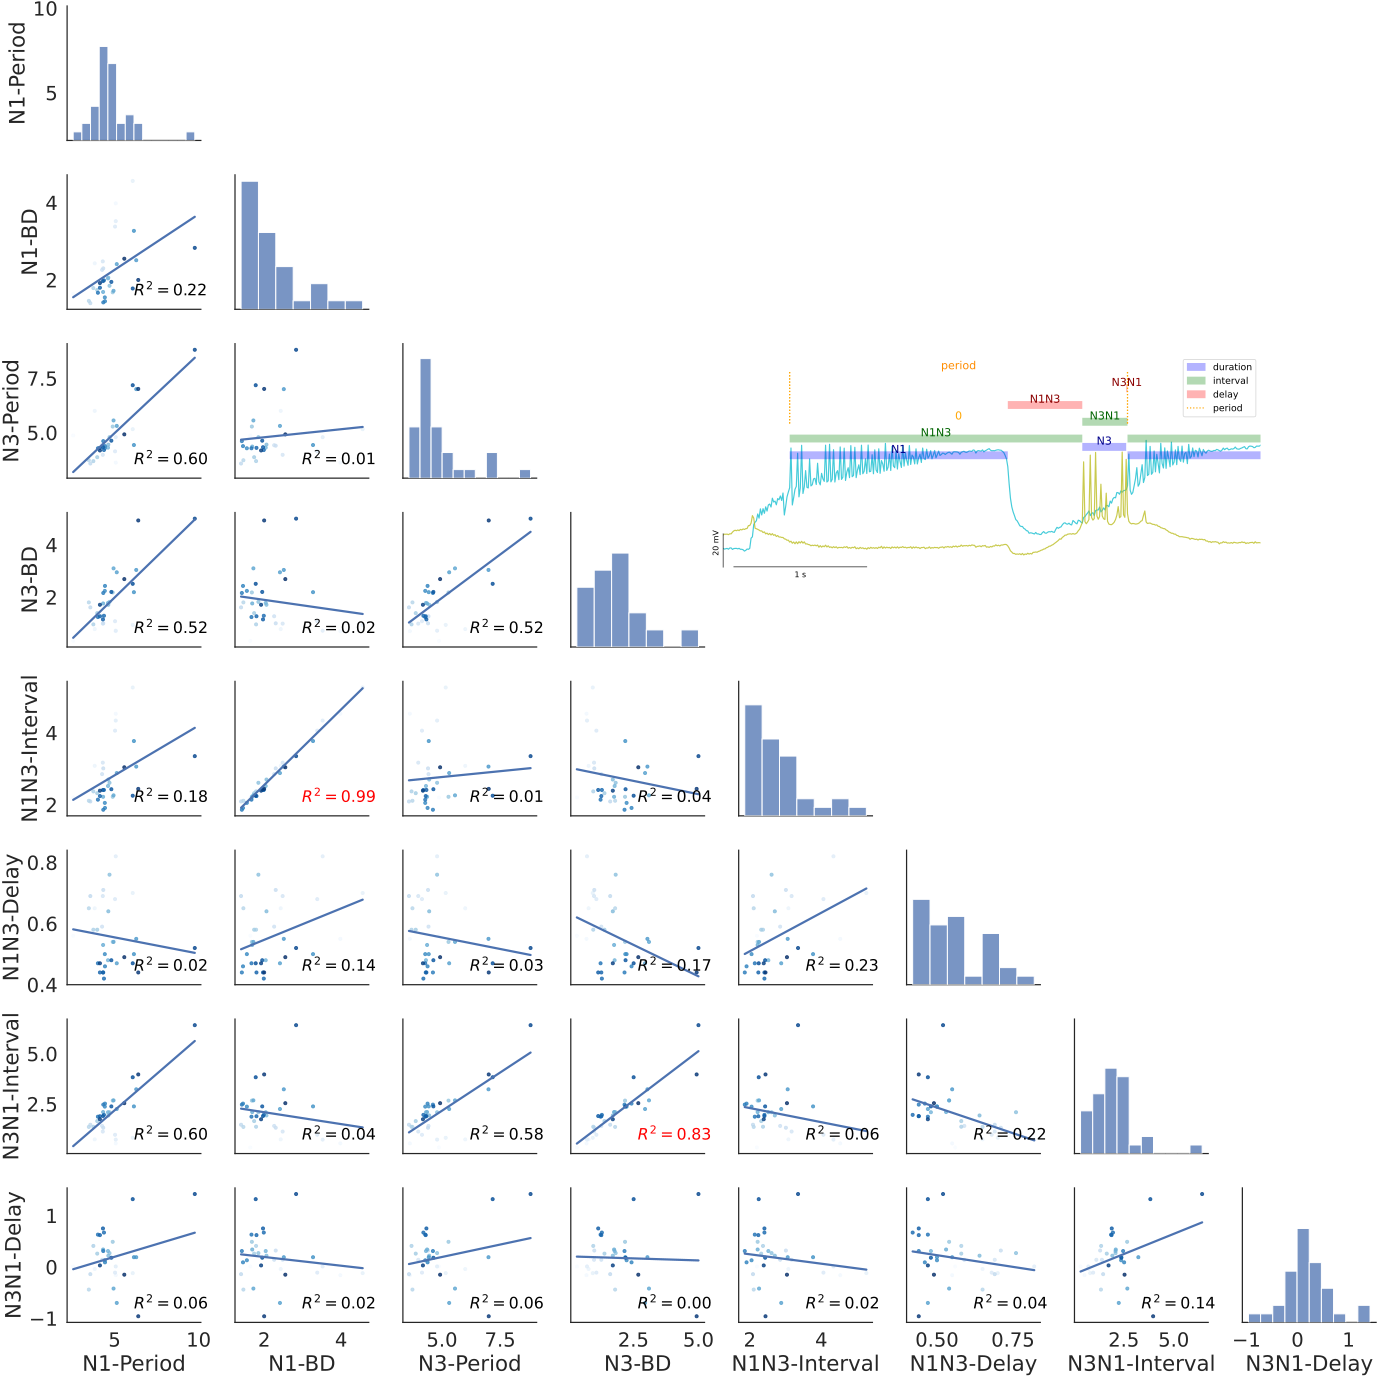 10
5
N1-Period
4
2
N1-BD
R² = 0.22
7.5
5.0
N3-Period
R² = 0.60
R² = 0.01
period
N3N1
N1N3
0
N3N1
N1N3
N3
N1
duration
interval
delay
period
20 mV
1 s
4
2
N3-BD
R² = 0.52
R² = 0.02
R² = 0.52
4
2
N1N3-Interval
R² = 0.18
R² = 0.99
R² = 0.01
R² = 0.04
0.8
0.6
0.4
N1N3-Delay
R² = 0.02
R² = 0.14
R² = 0.03
R² = 0.17
R² = 0.23
5.0
2.5
N3N1-Interval
R² = 0.60
R² = 0.04
R² = 0.58
R² = 0.83
R² = 0.06
R² = 0.22
1
0
−1
N3N1-Delay
R² = 0.06
R² = 0.02
R² = 0.06
R² = 0.00
R² = 0.02
R² = 0.04
R² = 0.14
5 10
2 4
5.0 7.5
2.5 5.0
2 4
0.50 0.75
2.5 5.0
−1 0 1
N1-Period
N1-BD
N3-Period
N3-BD
N1N3-Interval
N1N3-Delay
N3N1-Interval
N3N1-Delay